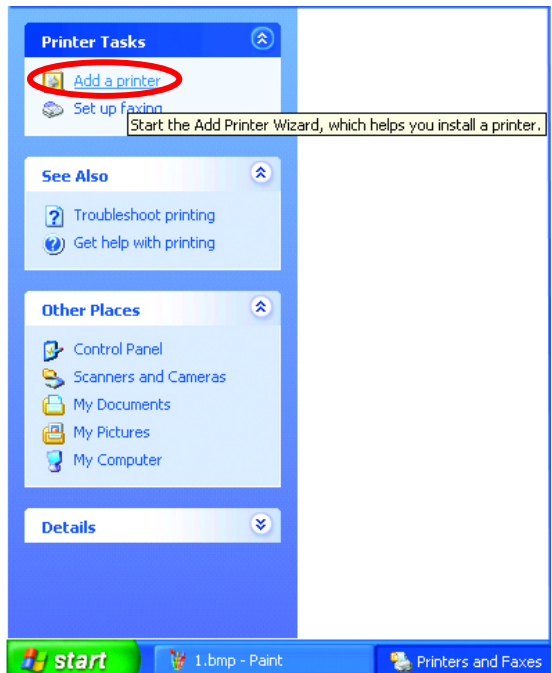 Printer Tasks
Add a printer
Set up faxing
Start the Add Printer Wizard, which helps you install a printer.
See Also
Troubleshoot printing
Get help with printing
Other Places
Control Panel
Scanners and Cameras
My Documents
My Pictures
My Computer
Details
start
1.bmp - Paint
Printers and Faxes